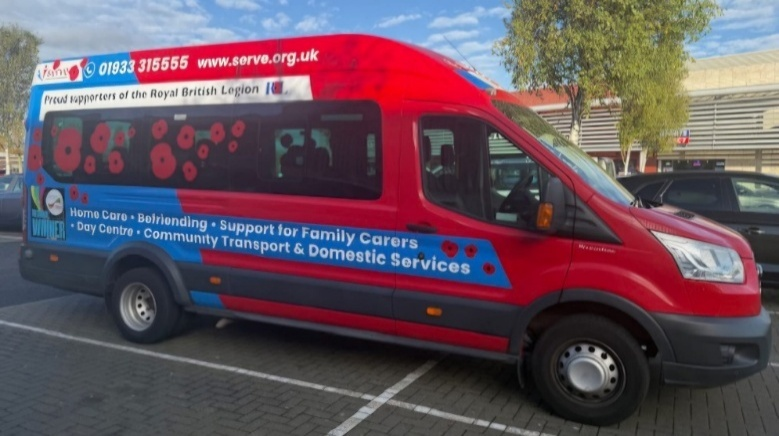 serve
01933 315555 www.serve.org.uk
Proud supporters of the Royal British Legion
WINNER
Home Care • Befriending • Support for Family Carers
• Day Centre • Community Transport & Domestic Services